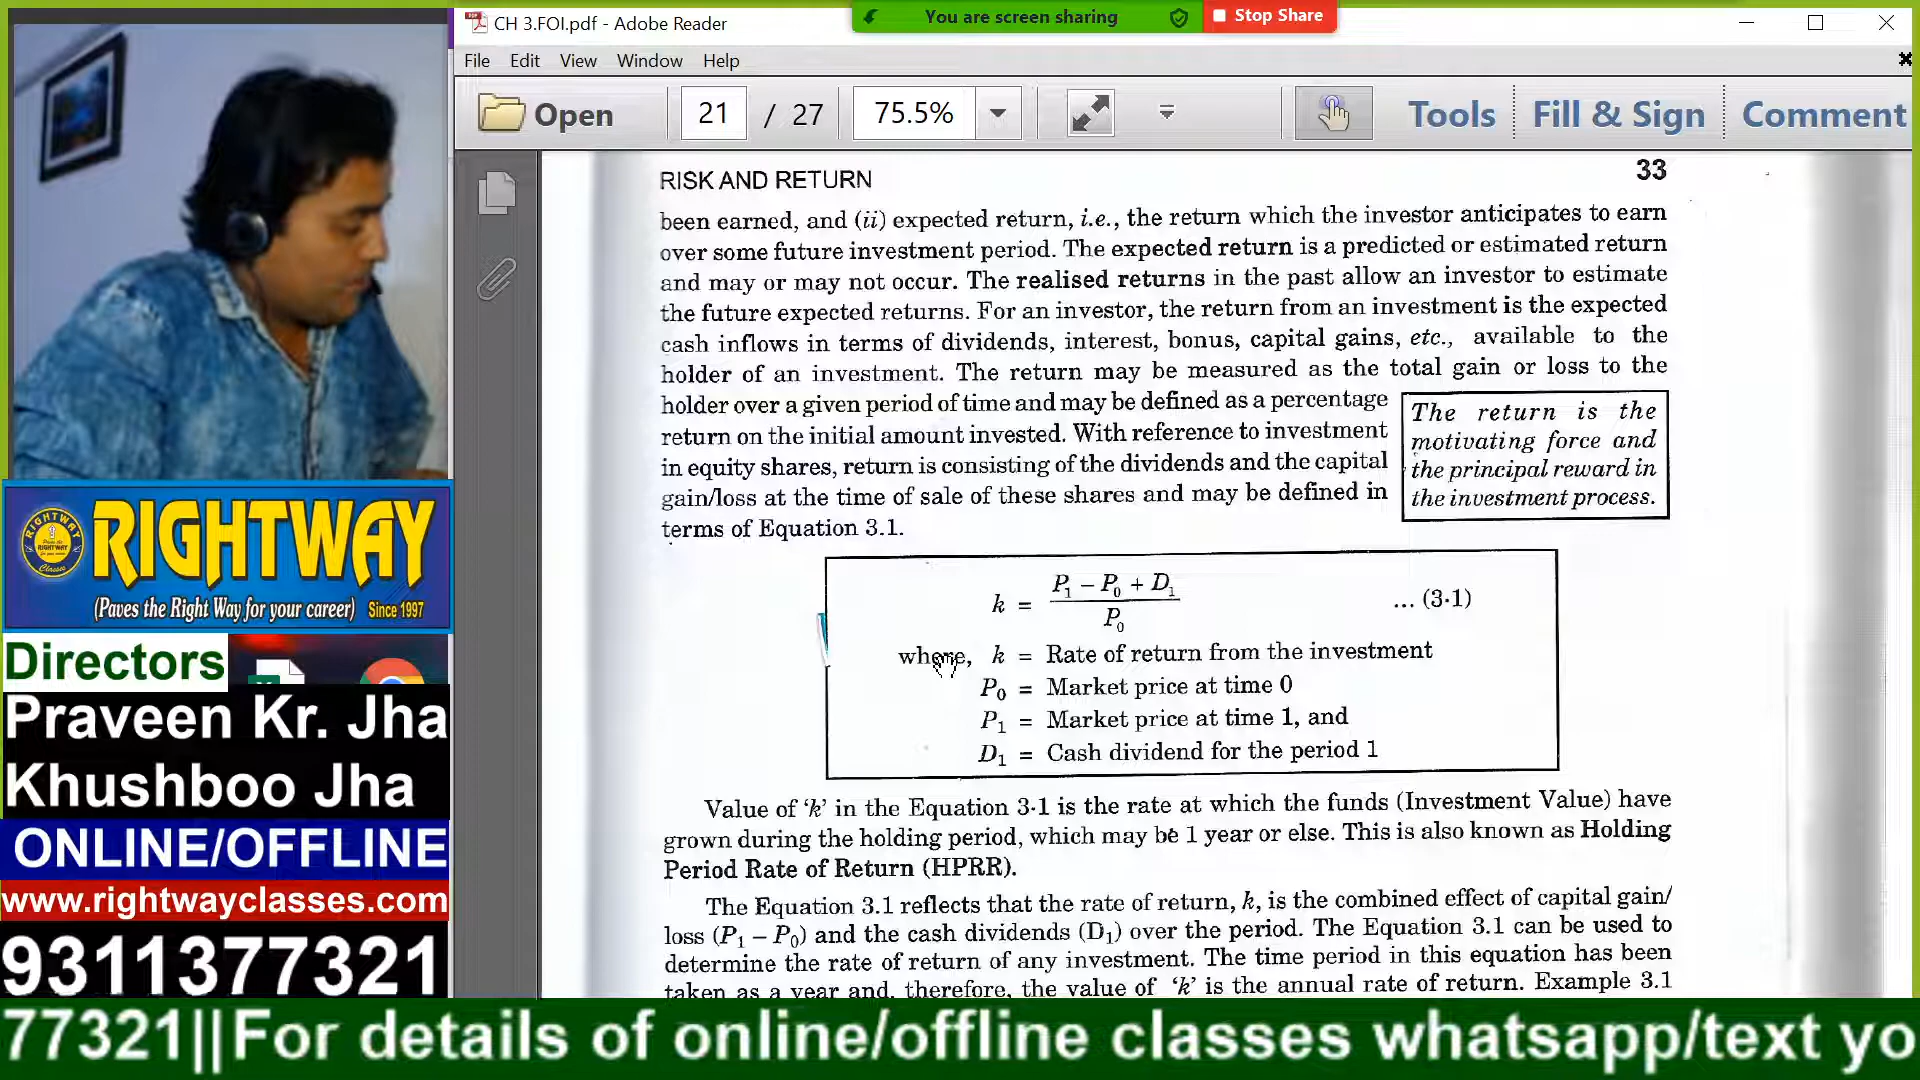 CH 3.FOI.pdf - Adobe Reader
You are screen sharing
Stop Share
File Edit View Window Help
Open 21 / 27 75.5% Tools Fill & Sign Comment
RISK AND RETURN 33
been earned, and (ii) expected return, i.e., the return which the investor anticipates to earn
over some future investment period. The expected return is a predicted or estimated return
and may or may not occur. The realised returns in the past allow an investor to estimate
the future expected returns. For an investor, the return from an investment is the expected
cash inflows in terms of dividends, interest, bonus, capital gains, etc., available to the
holder of an investment. The return may be measured as the total gain or loss to the
holder over a given period of time and may be defined as a percentage
return on the initial amount invested. With reference to investment
in equity shares, return is consisting of the dividends and the capital
gain/loss at the time of sale of these shares and may be defined in
terms of Equation 3.1.
The return is the
motivating force and
the principal reward in
the investment process.
k = P1 – P0 + D1 / P0 ... (3·1)
where, k = Rate of return from the investment
P0 = Market price at time 0
P1 = Market price at time 1, and
D1 = Cash dividend for the period 1
Value of ‘k’ in the Equation 3·1 is the rate at which the funds (Investment Value) have
grown during the holding period, which may be 1 year or else. This is also known as Holding
Period Rate of Return (HPRR).
The Equation 3.1 reflects that the rate of return, k, is the combined effect of capital gain/
loss (P1 – P0) and the cash dividends (D1) over the period. The Equation 3.1 can be used to
determine the rate of return of any investment. The time period in this equation has been
taken as a year and, therefore, the value of ‘k’ is the annual rate of return. Example 3.1
RIGHTWAY
Classes
RIGHTWAY
(Paves the Right Way for your career) Since 1997
Directors
Praveen Kr. Jha
Khushboo Jha
ONLINE/OFFLINE
www.rightwayclasses.com
9311377321
77321||For details of online/offline classes whatsapp/text yo